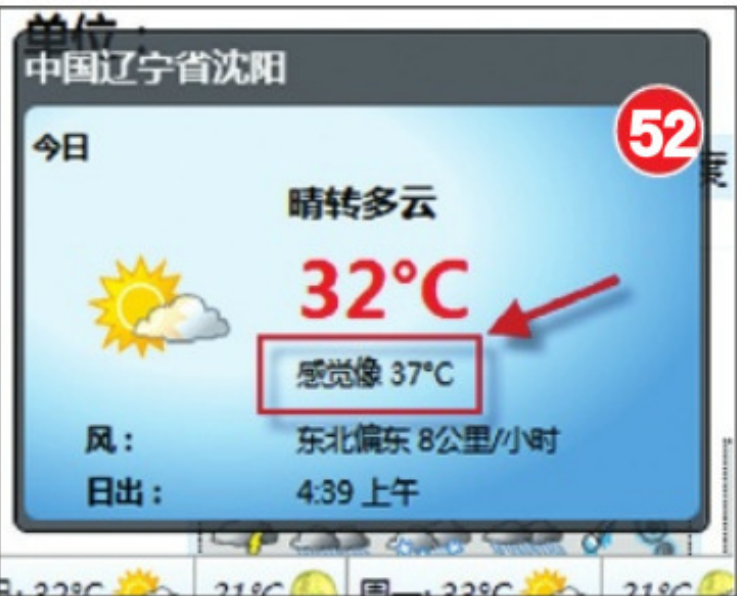 单位：
中国辽宁省沈阳
52
今日
晴转多云
32°C
感觉像 37°C
风： 东北偏东 8公里/小时
日出： 4:39 上午
32°C 21°C 周一: 33°C 21°C